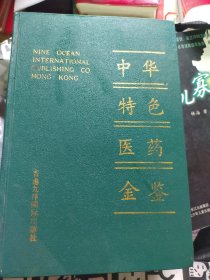 NINE OCEAN
INTERNATIONAL
PUBLISHING CO
HONG KONG
中华
特色
医药
金鉴
香港九洋国际出版社
寨